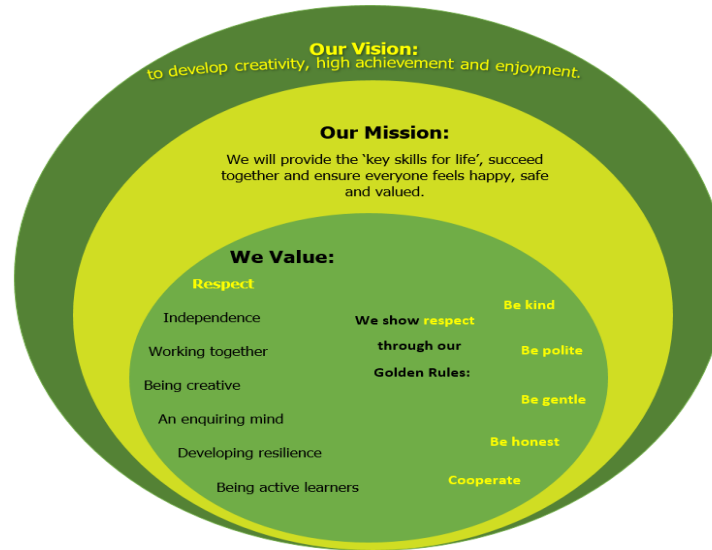 Our Vision:
to develop creativity, high achievement and enjoyment.
Our Mission:
We will provide the ‘key skills for life’, succeed
together and ensure everyone feels happy, safe
and valued.
We Value:
Respect
Independence
Working together
Being creative
An enquiring mind
Developing resilience
Being active learners
We show respect
through our
Golden Rules:
Be kind
Be polite
Be gentle
Be honest
Cooperate